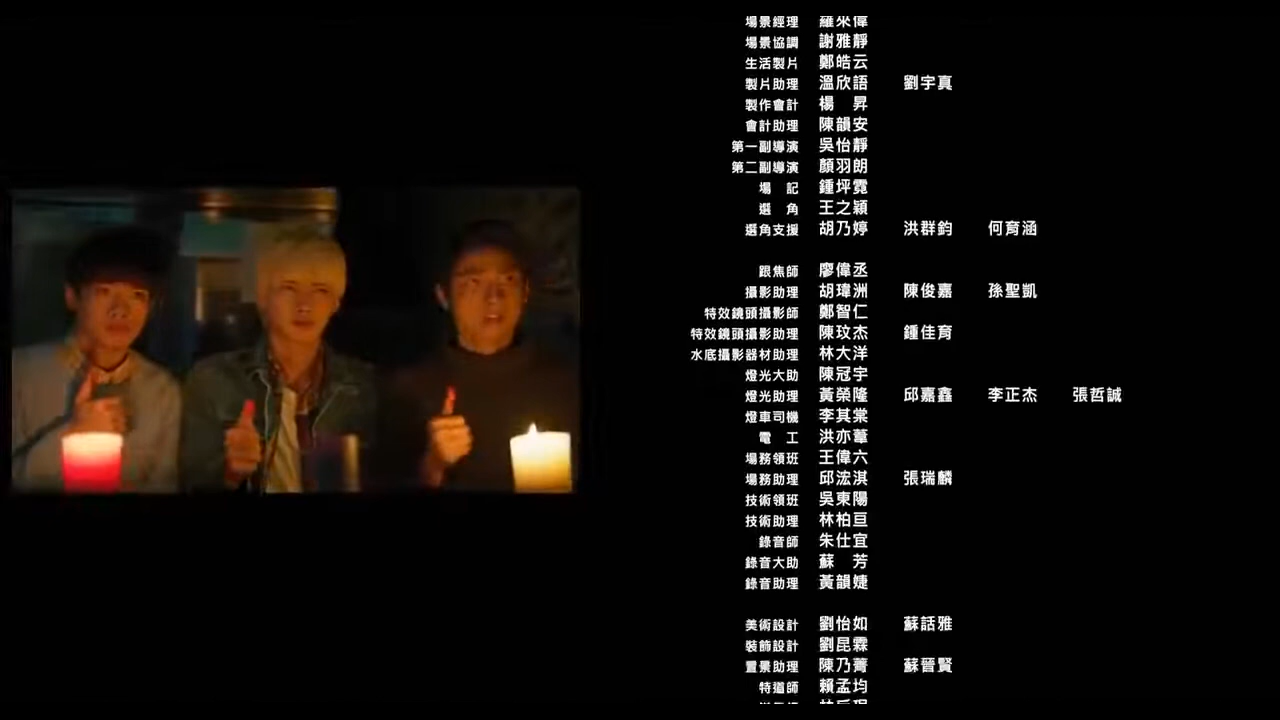 場景經理 羅來偉
場景協調 謝雅靜
生活製片 鄭皓云
製片助理 溫欣語 劉宇真
製作會計 楊 昇
會計助理 陳韻安
第一副導演 吳怡靜
第二副導演 顏羽朗
場 記 鍾坪霓
選 角 王之穎
選角支援 胡乃婷 洪群鈞 何育涵
跟焦師 廖偉丞
攝影助理 胡瑋洲 陳俊嘉 孫聖凱
特效鏡頭攝影師 鄭智仁
特效鏡頭攝影助理 陳玟杰 鍾佳育
水底攝影器材助理 林大洋
燈光大助 陳冠宇
燈光助理 黃榮隆 邱嘉鑫 李正杰 張哲誠
燈車司機 李其棠
電 工 洪亦葦
場務領班 王偉六
場務助理 邱浤淇 張瑞麟
技術領班 吳東陽
技術助理 林柏亘
錄音師 朱仕宜
錄音大助 蘇 芳
錄音助理 黃韻婕
美術設計 劉怡如 蘇話雅
裝飾設計 劉昆霖
置景助理 陳乃菁 蘇晉賢
特道師 賴孟均